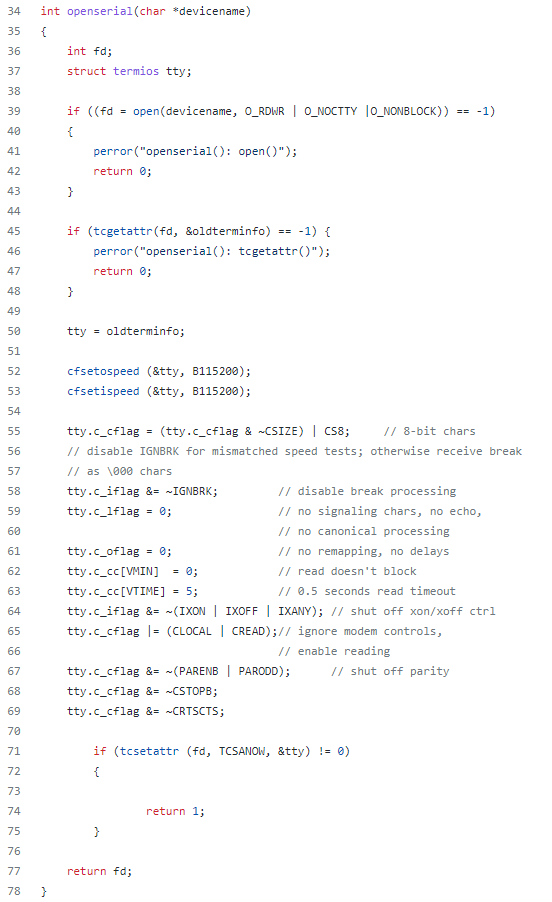 34 int openserial(char *devicename)
35 {
36     int fd;
37     struct termios tty;
38
39     if ((fd = open(devicename, O_RDWR | O_NOCTTY |O_NONBLOCK)) == -1)
40     {
41         perror("openserial(): open()");
42         return 0;
43     }
44
45     if (tcgetattr(fd, &oldterminfo) == -1) {
46         perror("openserial(): tcgetattr()");
47         return 0;
48     }
49
50     tty = oldterminfo;
51
52     cfsetospeed (&tty, B115200);
53     cfsetispeed (&tty, B115200);
54
55     tty.c_cflag = (tty.c_cflag & ~CSIZE) | CS8;     // 8-bit chars
56     // disable IGNBRK for mismatched speed tests; otherwise receive break
57     // as \000 chars
58     tty.c_iflag &= ~IGNBRK;         // disable break processing
59     tty.c_lflag = 0;                // no signaling chars, no echo,
60                                     // no canonical processing
61     tty.c_oflag = 0;                // no remapping, no delays
62     tty.c_cc[VMIN]  = 0;            // read doesn't block
63     tty.c_cc[VTIME] = 5;            // 0.5 seconds read timeout
64     tty.c_iflag &= ~(IXON | IXOFF | IXANY); // shut off xon/xoff ctrl
65     tty.c_cflag |= (CLOCAL | CREAD);// ignore modem controls,
66                                     // enable reading
67     tty.c_cflag &= ~(PARENB | PARODD);      // shut off parity
68     tty.c_cflag &= ~CSTOPB;
69     tty.c_cflag &= ~CRTSCTS;
70
71         if (tcsetattr (fd, TCSANOW, &tty) != 0)
72         {
73
74                 return 1;
75         }
76
77     return fd;
78 }